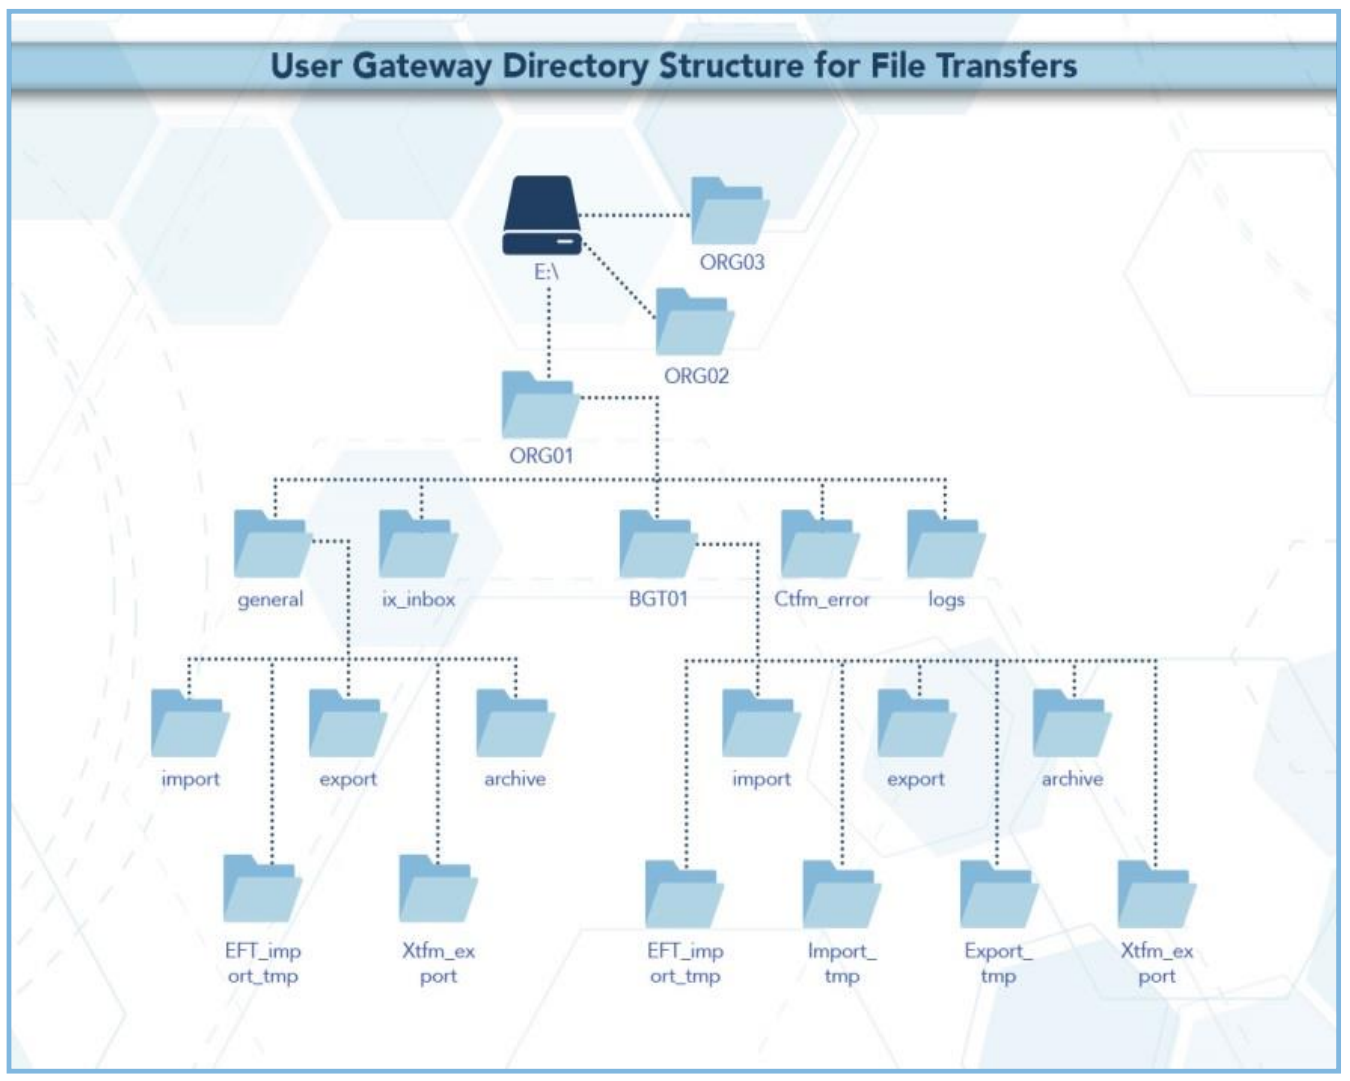 User Gateway Directory Structure for File Transfers
E:\
ORG03
ORG02
ORG01
general
ix_inbox
BGT01
Ctfm_error
logs
import
export
archive
import
export
archive
EFT_imp
ort_tmp
Xtfm_ex
port
EFT_imp
ort_tmp
Import_
tmp
Export_
tmp
Xtfm_ex
port